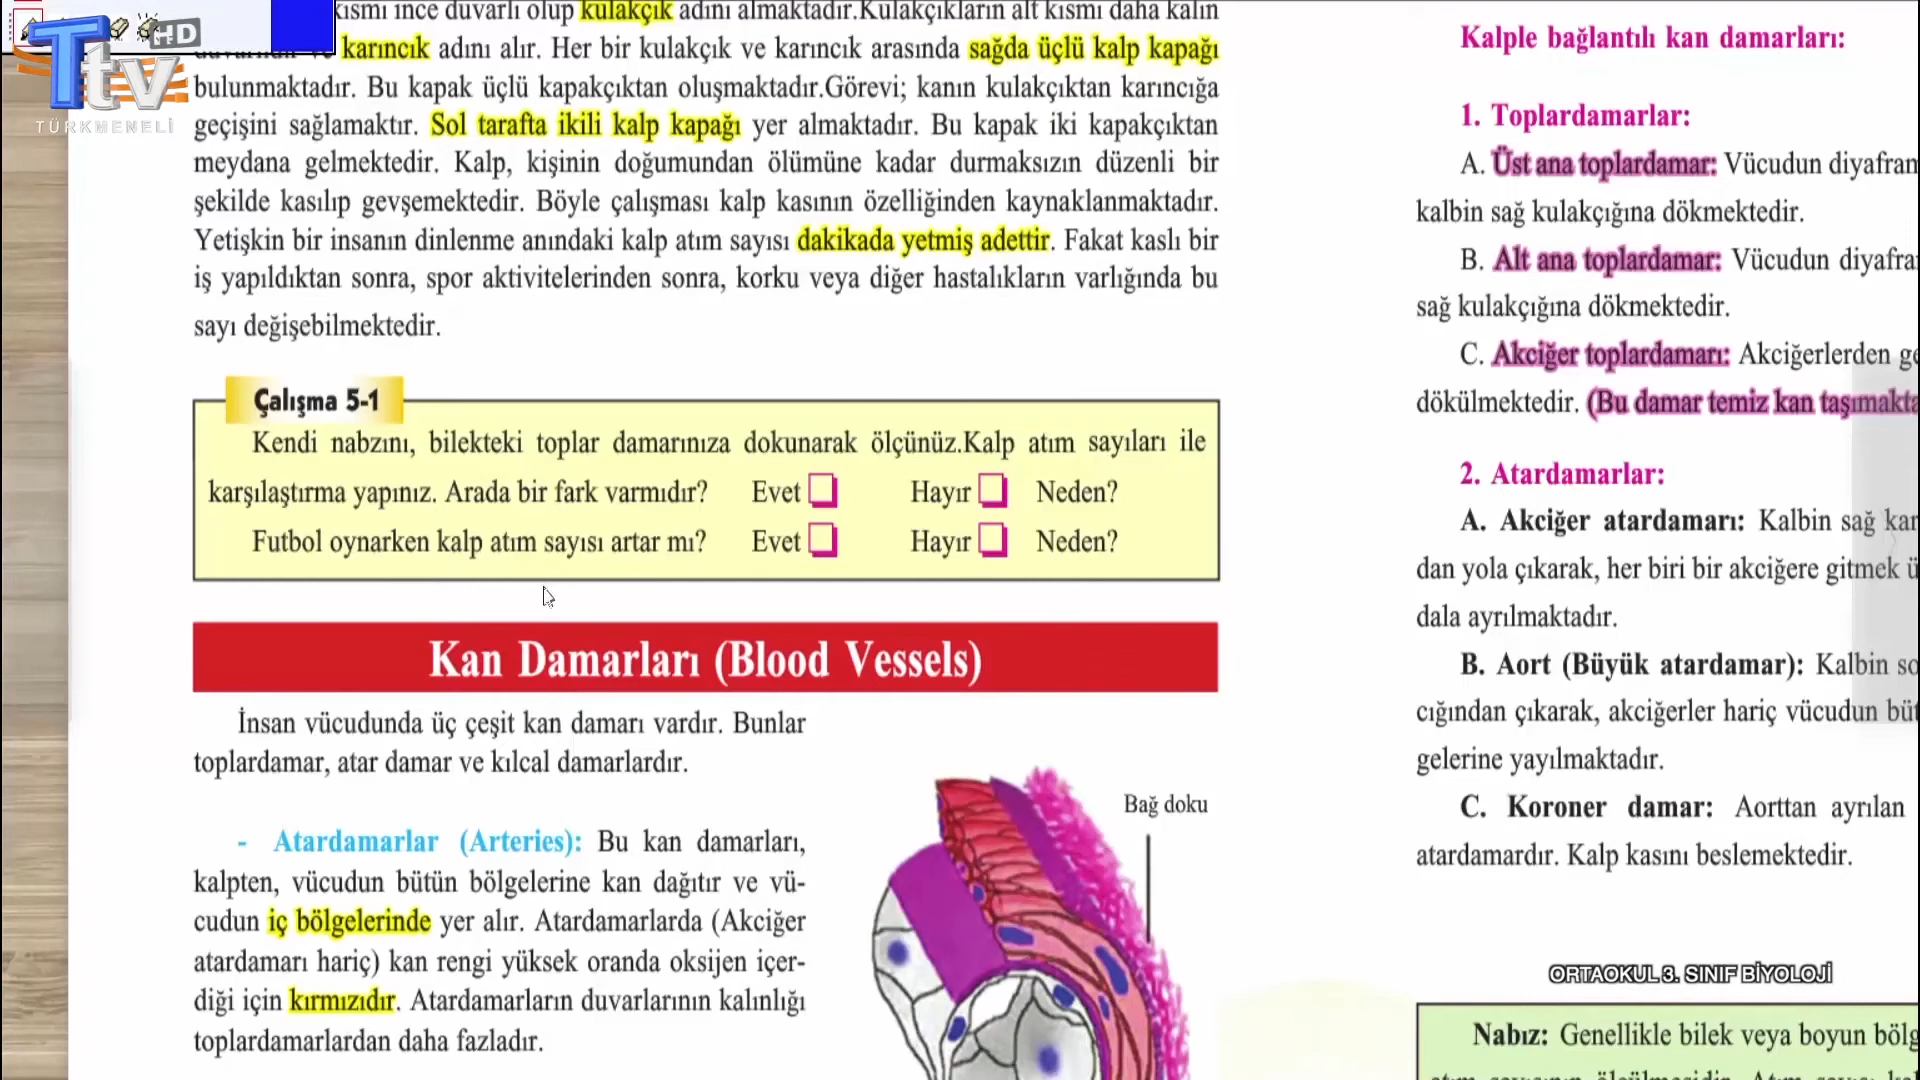 HD
Ttv
TÜRKMENELİ
kısmı ince duvarlı olup kulakçık adını almaktadır.Kulakçıkların alt kısmı daha kalın
karıncık adını alır. Her bir kulakçık ve karıncık arasında sağda üçlü kalp kapağı
bulunmaktadır. Bu kapak üçlü kapakçıktan oluşmaktadır.Görevi; kanın kulakçıktan karıncığa
geçişini sağlamaktır. Sol tarafta ikili kalp kapağı yer almaktadır. Bu kapak iki kapakçıktan
meydana gelmektedir. Kalp, kişinin doğumundan ölümüne kadar durmaksızın düzenli bir
şekilde kasılıp gevşemektedir. Böyle çalışması kalp kasının özelliğinden kaynaklanmaktadır.
Yetişkin bir insanın dinlenme anındaki kalp atım sayısı dakikada yetmiş adettir. Fakat kaslı bir
iş yapıldıktan sonra, spor aktivitelerinden sonra, korku veya diğer hastalıkların varlığında bu
sayı değişebilmektedir.
Çalışma 5-1
Kendi nabzını, bilekteki toplar damarınıza dokunarak ölçünüz.Kalp atım sayıları ile
karşılaştırma yapınız. Arada bir fark varmıdır? Evet Hayır Neden?
Futbol oynarken kalp atım sayısı artar mı? Evet Hayır Neden?
Kan Damarları (Blood Vessels)
İnsan vücudunda üç çeşit kan damarı vardır. Bunlar
toplardamar, atar damar ve kılcal damarlardır.
- Atardamarlar (Arteries): Bu kan damarları,
kalpten, vücudun bütün bölgelerine kan dağıtır ve vü-
cudun iç bölgelerinde yer alır. Atardamarlarda (Akciğer
atardamarı hariç) kan rengi yüksek oranda oksijen içer-
diği için kırmızıdır. Atardamarların duvarlarının kalınlığı
toplardamarlardan daha fazladır.
Bağ doku
Kalple bağlantılı kan damarları:
1. Toplardamarlar:
A. Üst ana toplardamar: Vücudun diyafram
kalbin sağ kulakçığına dökmektedir.
B. Alt ana toplardamar: Vücudun diyafra
sağ kulakçığına dökmektedir.
C. Akciğer toplardamarı: Akciğerlerden ge
dökülmektedir. (Bu damar temiz kan taşımakta
2. Atardamarlar:
A. Akciğer atardamarı: Kalbin sağ kar
dan yola çıkarak, her biri bir akciğere gitmek ü
dala ayrılmaktadır.
B. Aort (Büyük atardamar): Kalbin so
cığından çıkarak, akciğerler hariç vücudun büt
gelerine yayılmaktadır.
C. Koroner damar: Aorttan ayrılan
atardamardır. Kalp kasını beslemektedir.
ORTAOKUL 3. SINIF BİYOLOJİ
Nabız: Genellikle bilek veya boyun bölg